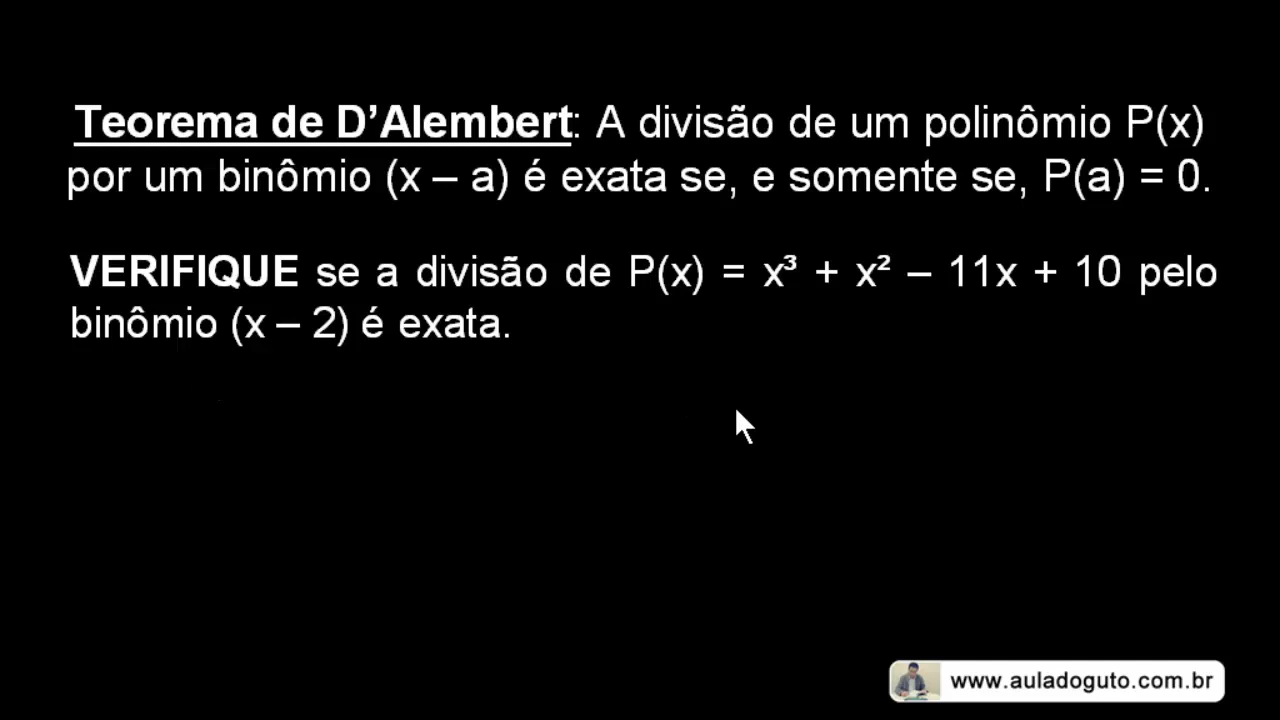 Teorema de D’Alembert: A divisão de um polinômio P(x)
por um binômio (x – a) é exata se, e somente se, P(a) = 0.
VERIFIQUE se a divisão de P(x) = x³ + x² – 11x + 10 pelo
binômio (x – 2) é exata.
www.auladoguto.com.br